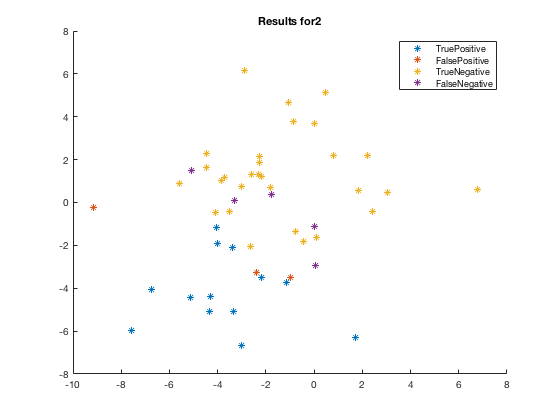 Results for2
TruePositive
FalsePositive
TrueNegative
FalseNegative
8
6
4
2
0
-2
-4
-6
-8
-10 -8 -6 -4 -2 0 2 4 6 8